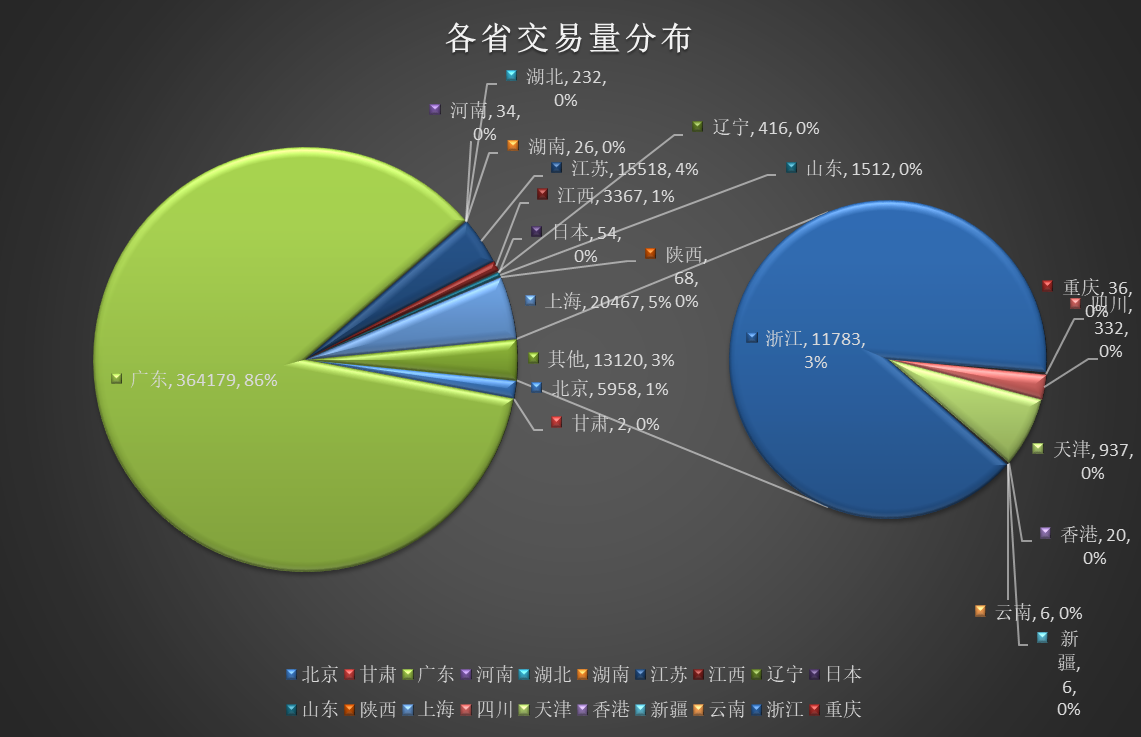 各省交易量分布
湖北, 232,
0%
河南, 34,
0%
湖南, 26, 0%
辽宁, 416, 0%
江苏, 15518, 4%
山东, 1512, 0%
江西, 3367, 1%
日本, 54,
0%
陕西,
68,
0%
上海, 20467, 5%
其他, 13120, 3%
广东, 364179, 86%
北京, 5958, 1%
甘肃, 2, 0%
浙江, 11783,
3%
重庆, 36,
0%
四川,
332,
0%
天津, 937,
0%
香港, 20,
0%
云南, 6, 0%
新
疆,
6,
0%
北京 甘肃 广东 河南 湖北 湖南 江苏 江西 辽宁 日本
山东 陕西 上海 四川 天津 香港 新疆 云南 浙江 重庆